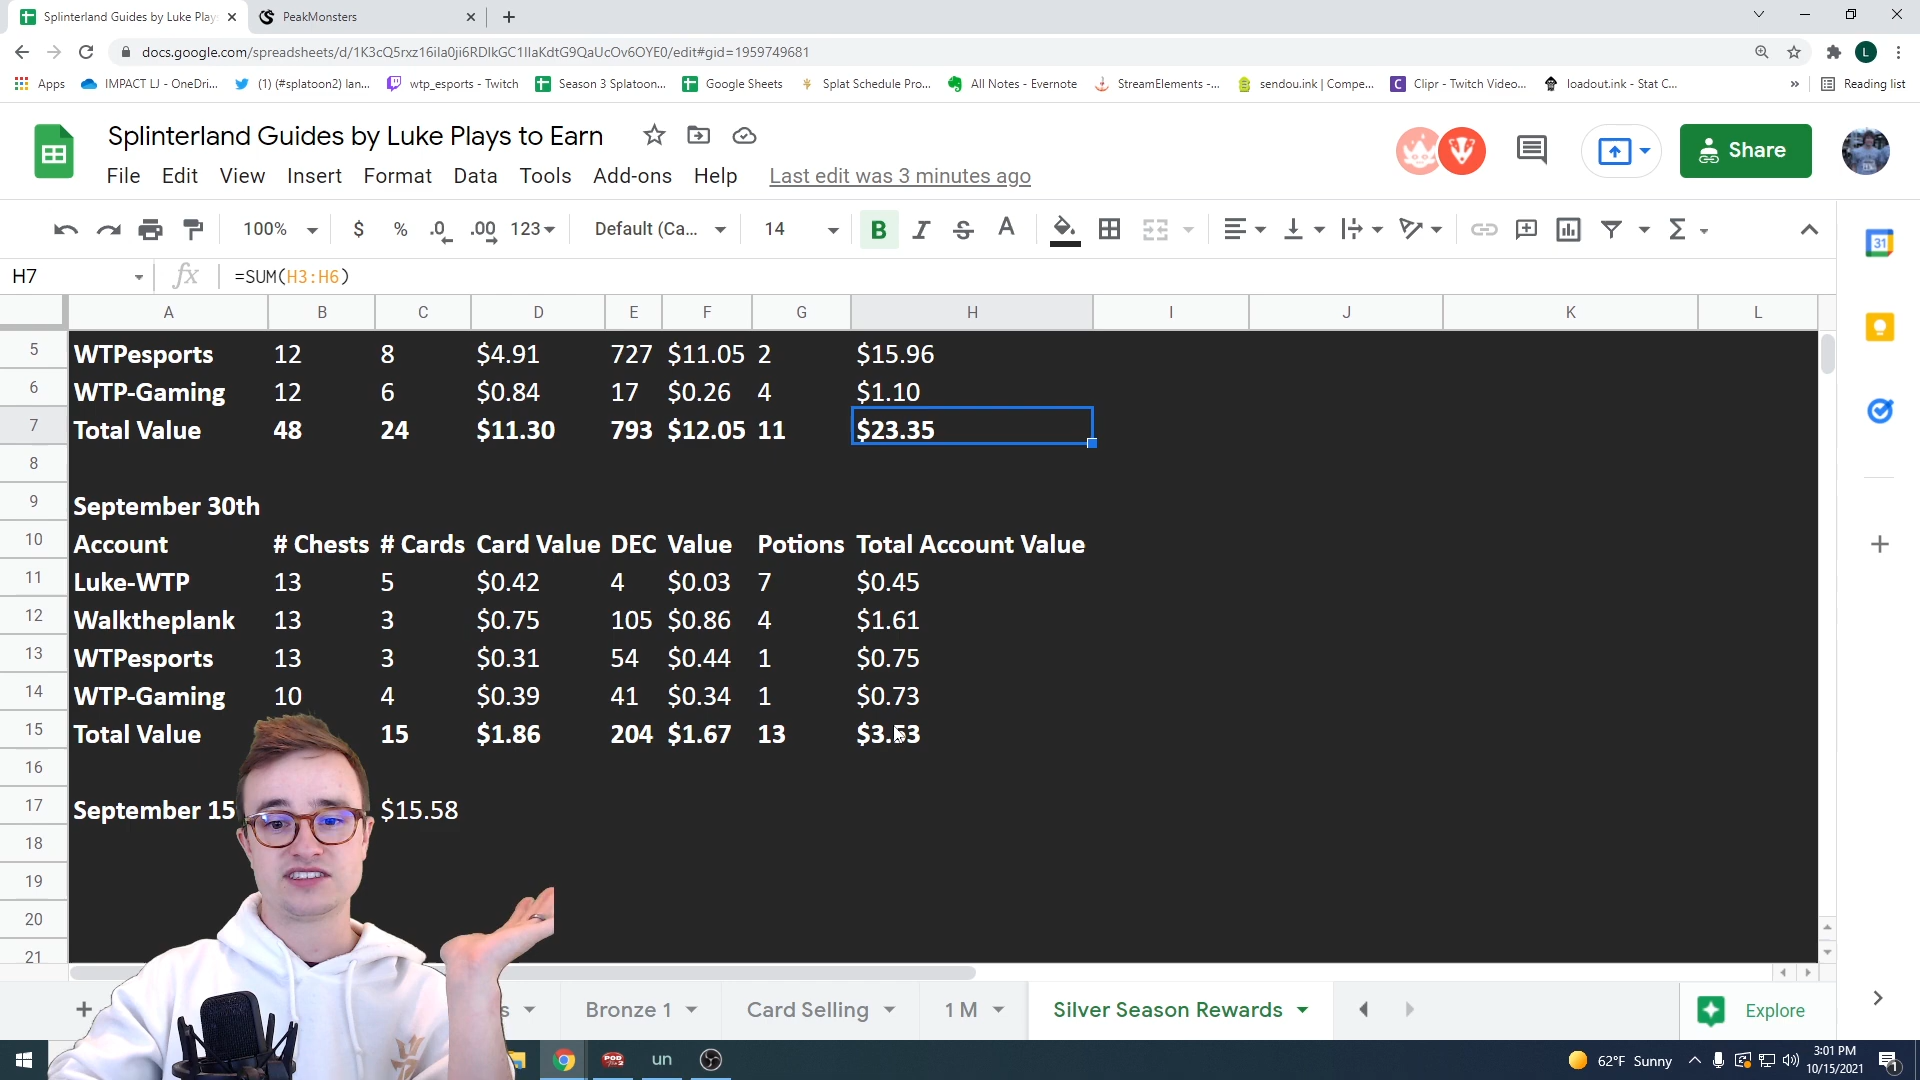 Splinterland Guides by Luke Plays
PeakMonsters
docs.google.com/spreadsheets/d/1K3cQ5rxz16iIa0ji6RDIkGC1IIaKdtG9QaUcOv6OYE0/edit#gid=1959749681
L
Apps
IMPACT LJ - OneDri...
(1) (#splatoon2) lan...
wtp_esports - Twitch
Season 3 Splatoon...
Google Sheets
Splat Schedule Pro...
All Notes - Evernote
StreamElements -...
sendou.ink | Compe...
Clipr - Twitch Video...
loadout.ink - Stat C...
»
Reading list
Splinterland Guides by Luke Plays to Earn
Share
File Edit View Insert Format Data Tools Add-ons Help Last edit was 3 minutes ago
100% $ % .0 .00 123 Default (Ca... 14 B I S A Σ
31
H7 fx =SUM(H3:H6)
A B C D E F G H I J K L
5 WTPesports 12 8 $4.91 727 $11.05 2 $15.96
6 WTP-Gaming 12 6 $0.84 17 $0.26 4 $1.10
7 Total Value 48 24 $11.30 793 $12.05 11 $23.35
8
9 September 30th
10 Account # Chests # Cards Card Value DEC Value Potions Total Account Value
11 Luke-WTP 13 5 $0.42 4 $0.03 7 $0.45
12 Walktheplank 13 3 $0.75 105 $0.86 4 $1.61
13 WTPesports 13 3 $0.31 54 $0.44 1 $0.75
14 WTP-Gaming 10 4 $0.39 41 $0.34 1 $0.73
15 Total Value 15 $1.86 204 $1.67 13 $3.53
16
17 September 15 $15.58
18
19
20
21
+ s Bronze 1 Card Selling 1 M Silver Season Rewards Explore
POD
un
62°F Sunny
3:01 PM
10/15/2021
1